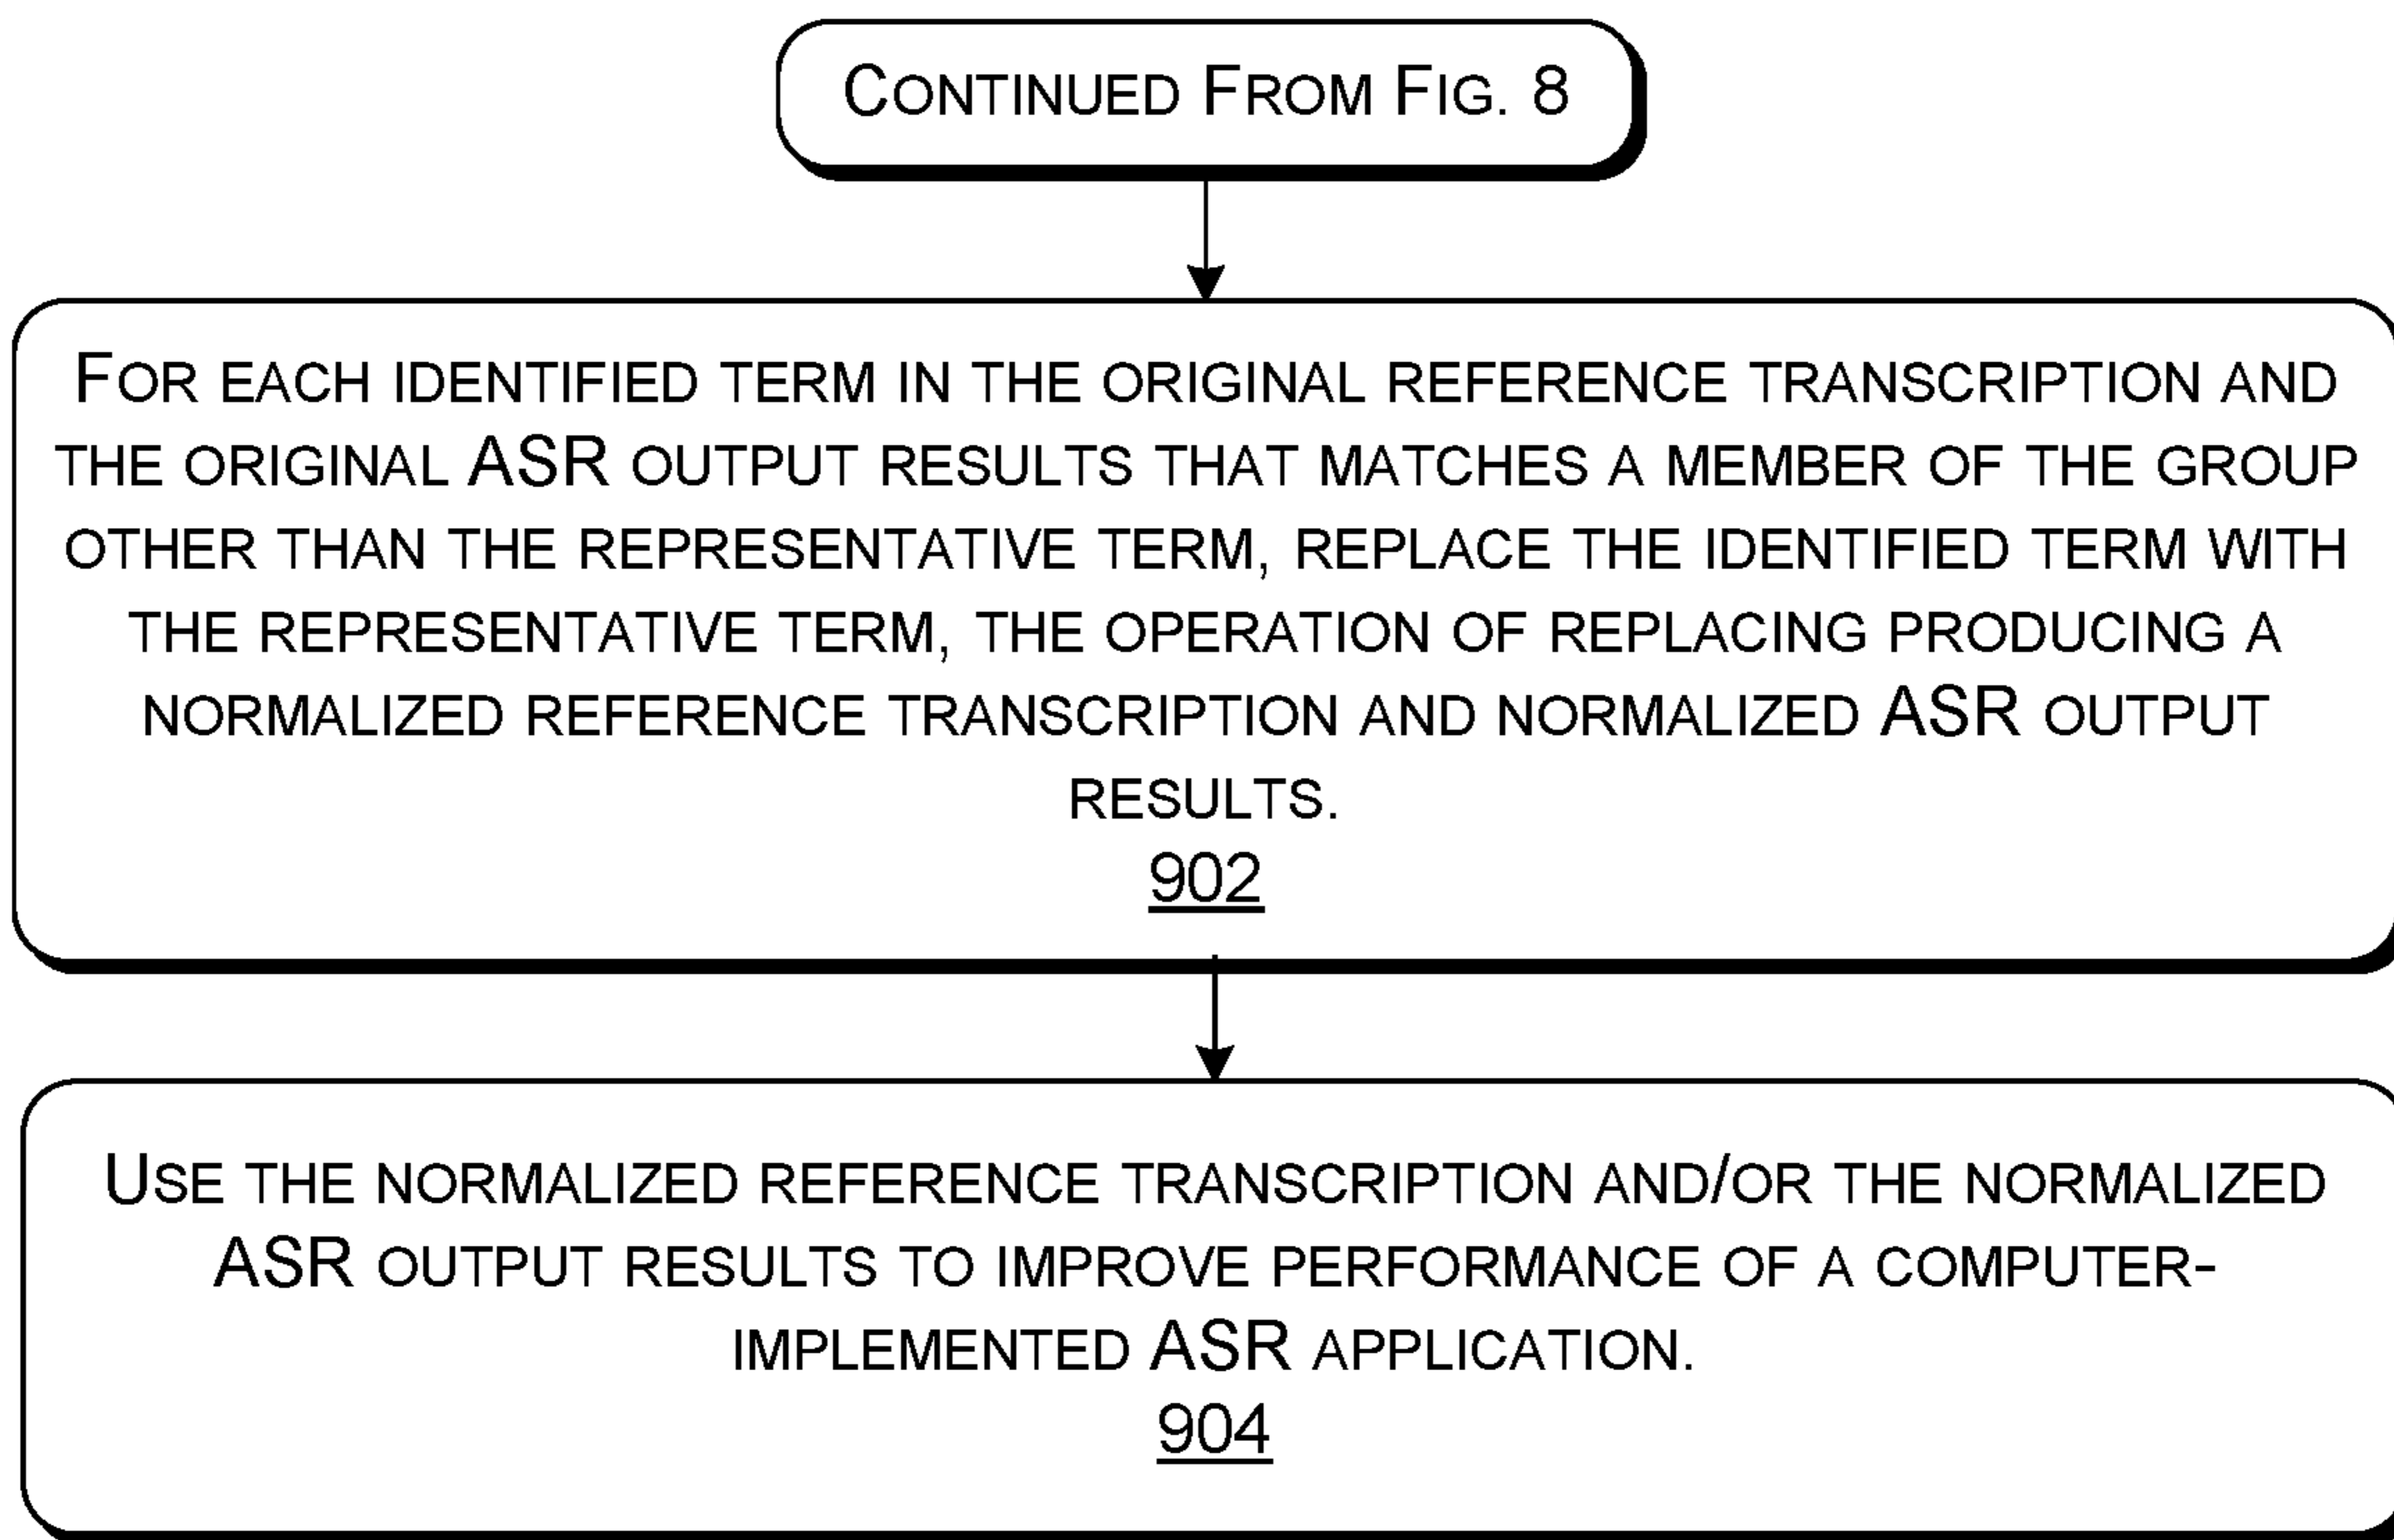 CONTINUED FROM FIG. 8
FOR EACH IDENTIFIED TERM IN THE ORIGINAL REFERENCE TRANSCRIPTION AND
THE ORIGINAL ASR OUTPUT RESULTS THAT MATCHES A MEMBER OF THE GROUP
OTHER THAN THE REPRESENTATIVE TERM, REPLACE THE IDENTIFIED TERM WITH
THE REPRESENTATIVE TERM, THE OPERATION OF REPLACING PRODUCING A
NORMALIZED REFERENCE TRANSCRIPTION AND NORMALIZED ASR OUTPUT
RESULTS.
902
USE THE NORMALIZED REFERENCE TRANSCRIPTION AND/OR THE NORMALIZED
ASR OUTPUT RESULTS TO IMPROVE PERFORMANCE OF A COMPUTER-
IMPLEMENTED ASR APPLICATION.
904